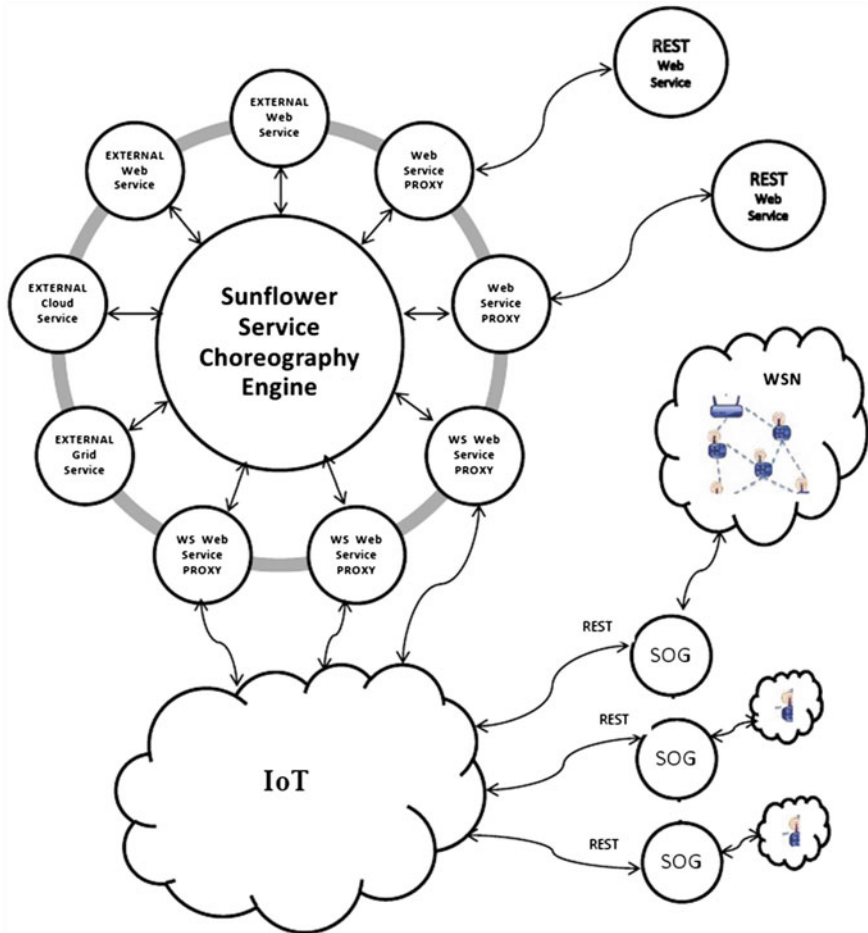 REST
Web
Service
EXTERNAL
Web
Service
EXTERNAL
Web
Service
Web
Service
PROXY
REST
Web
Service
EXTERNAL
Cloud
Service
Sunflower
Service
Choreography
Engine
Web
Service
PROXY
WSN
EXTERNAL
Grid
Service
WS Web
Service
PROXY
WS Web
Service
PROXY
WS Web
Service
PROXY
REST
SOG
REST
SOG
IoT
REST
SOG